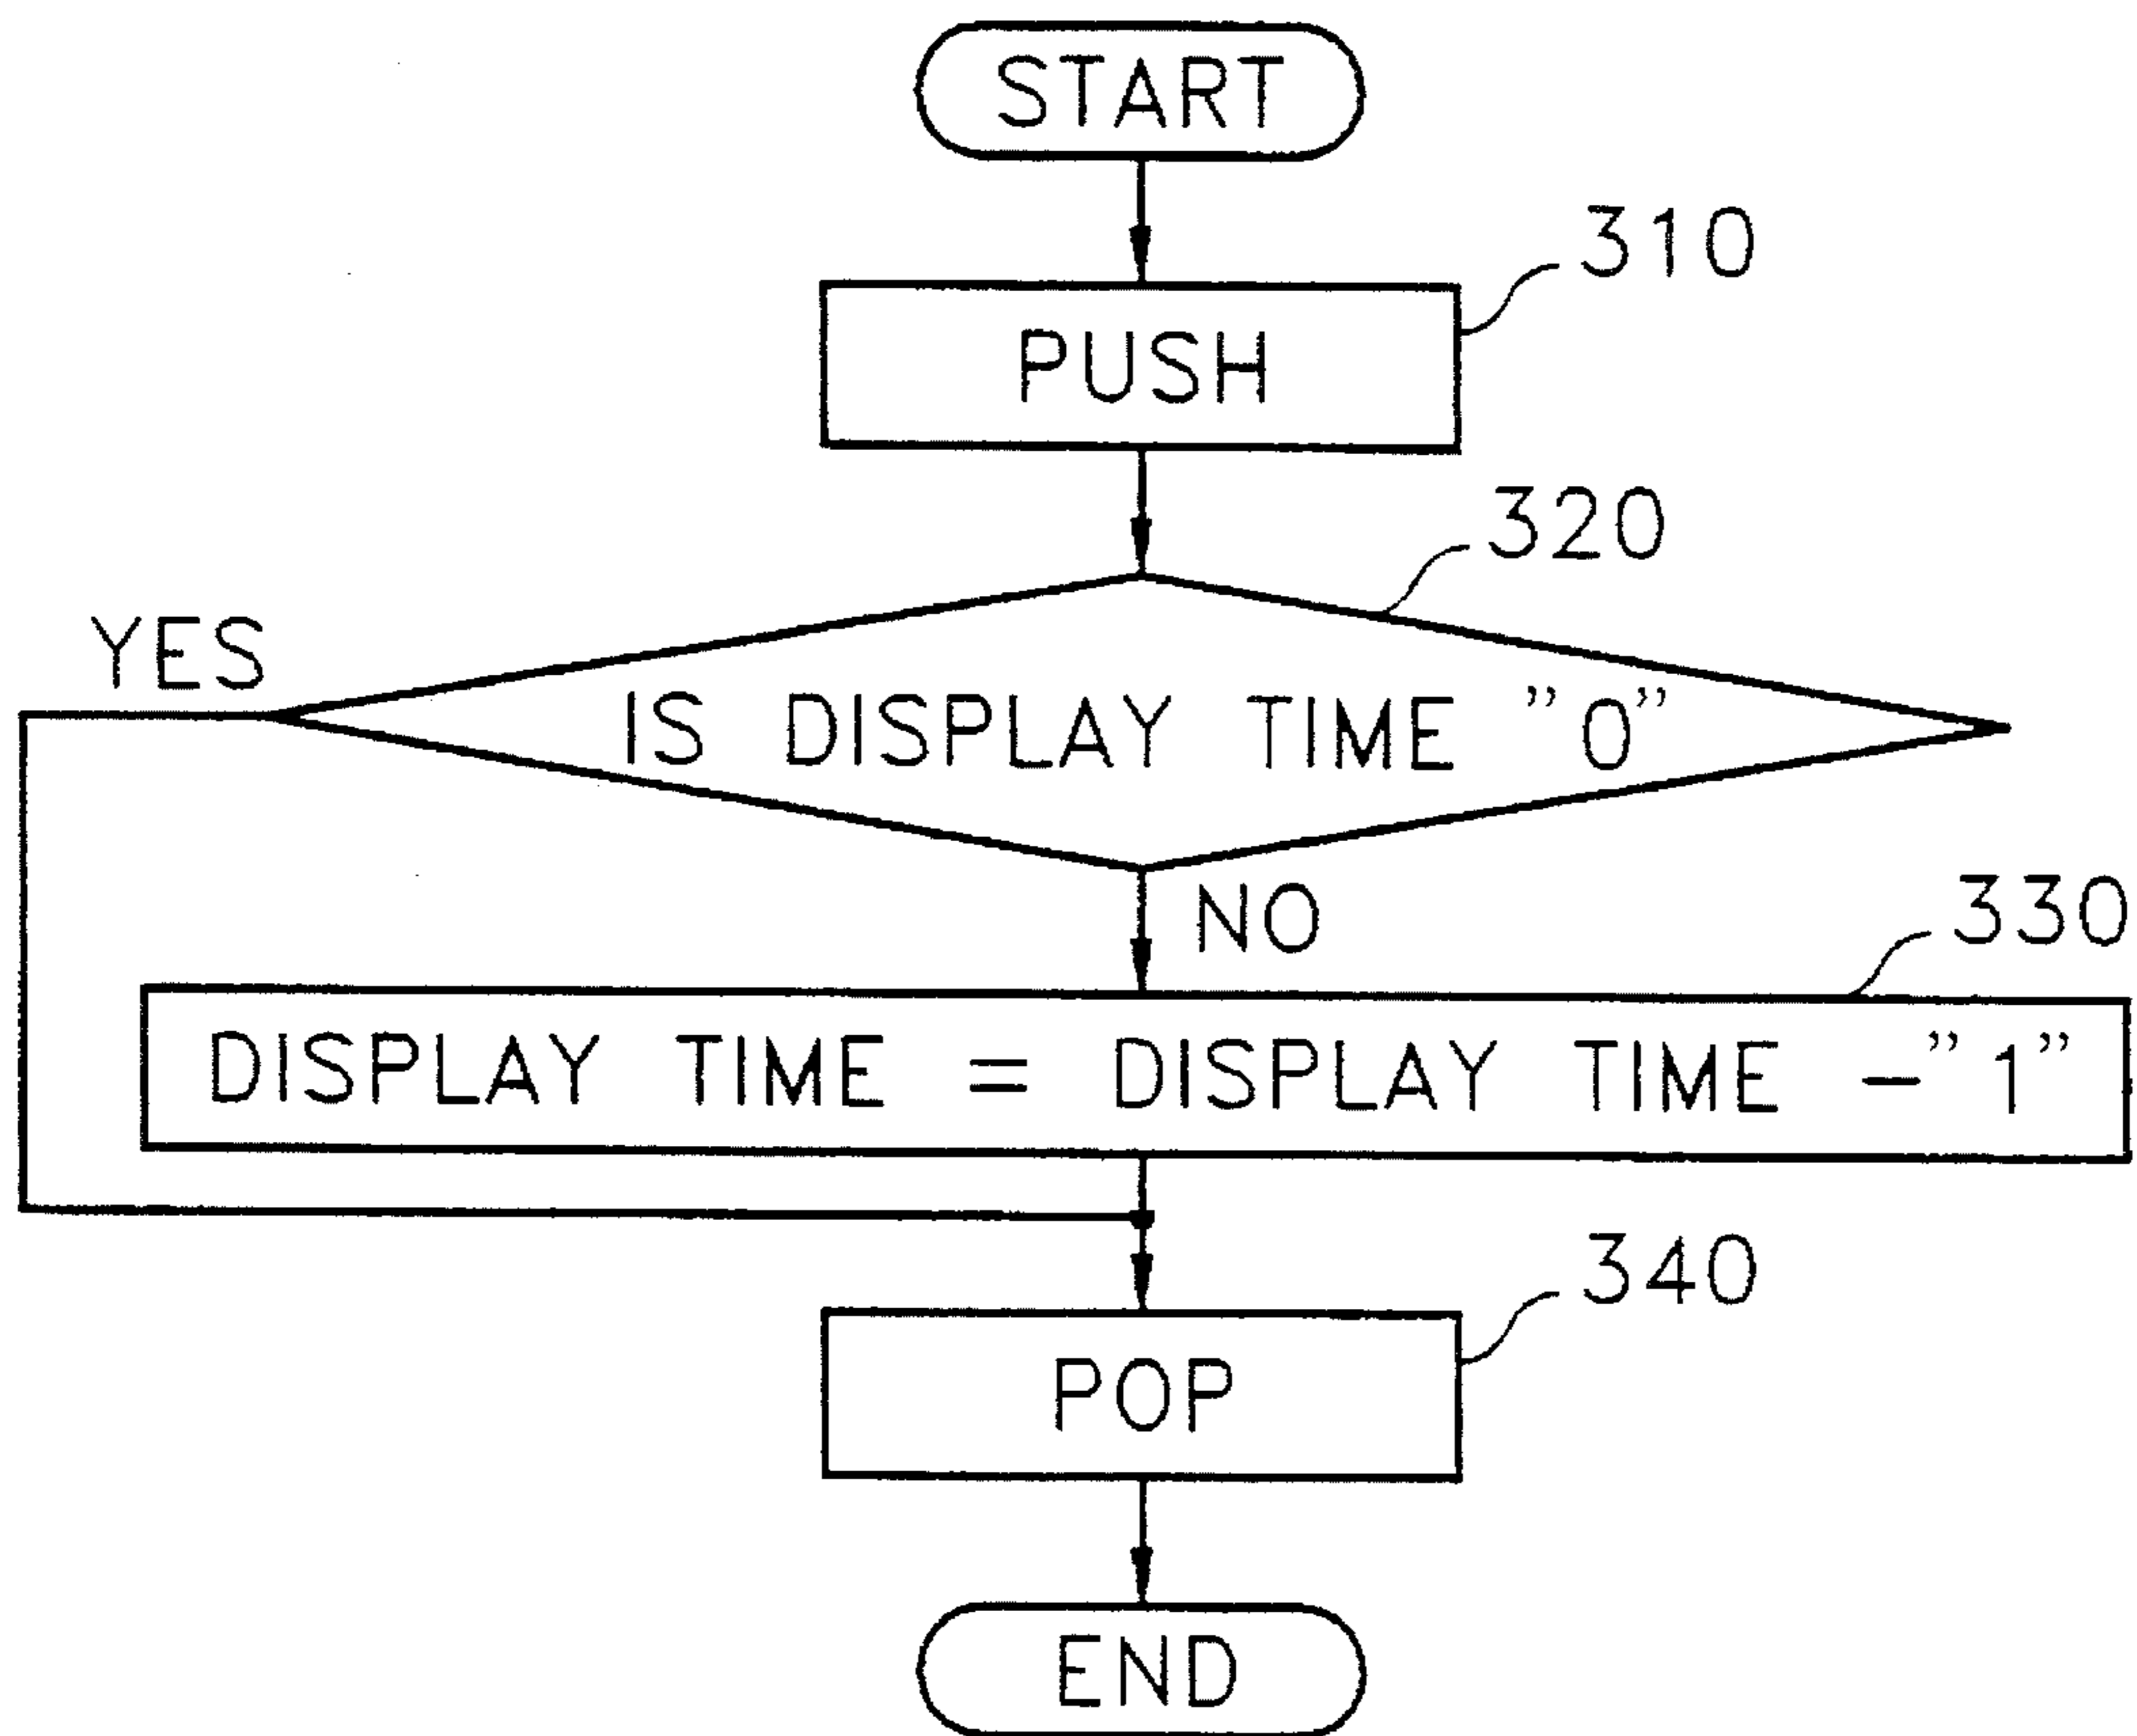 START
310
PUSH
320
YES
IS DISPLAY TIME "0"
NO
330
DISPLAY TIME = DISPLAY TIME - "1"
340
POP
END